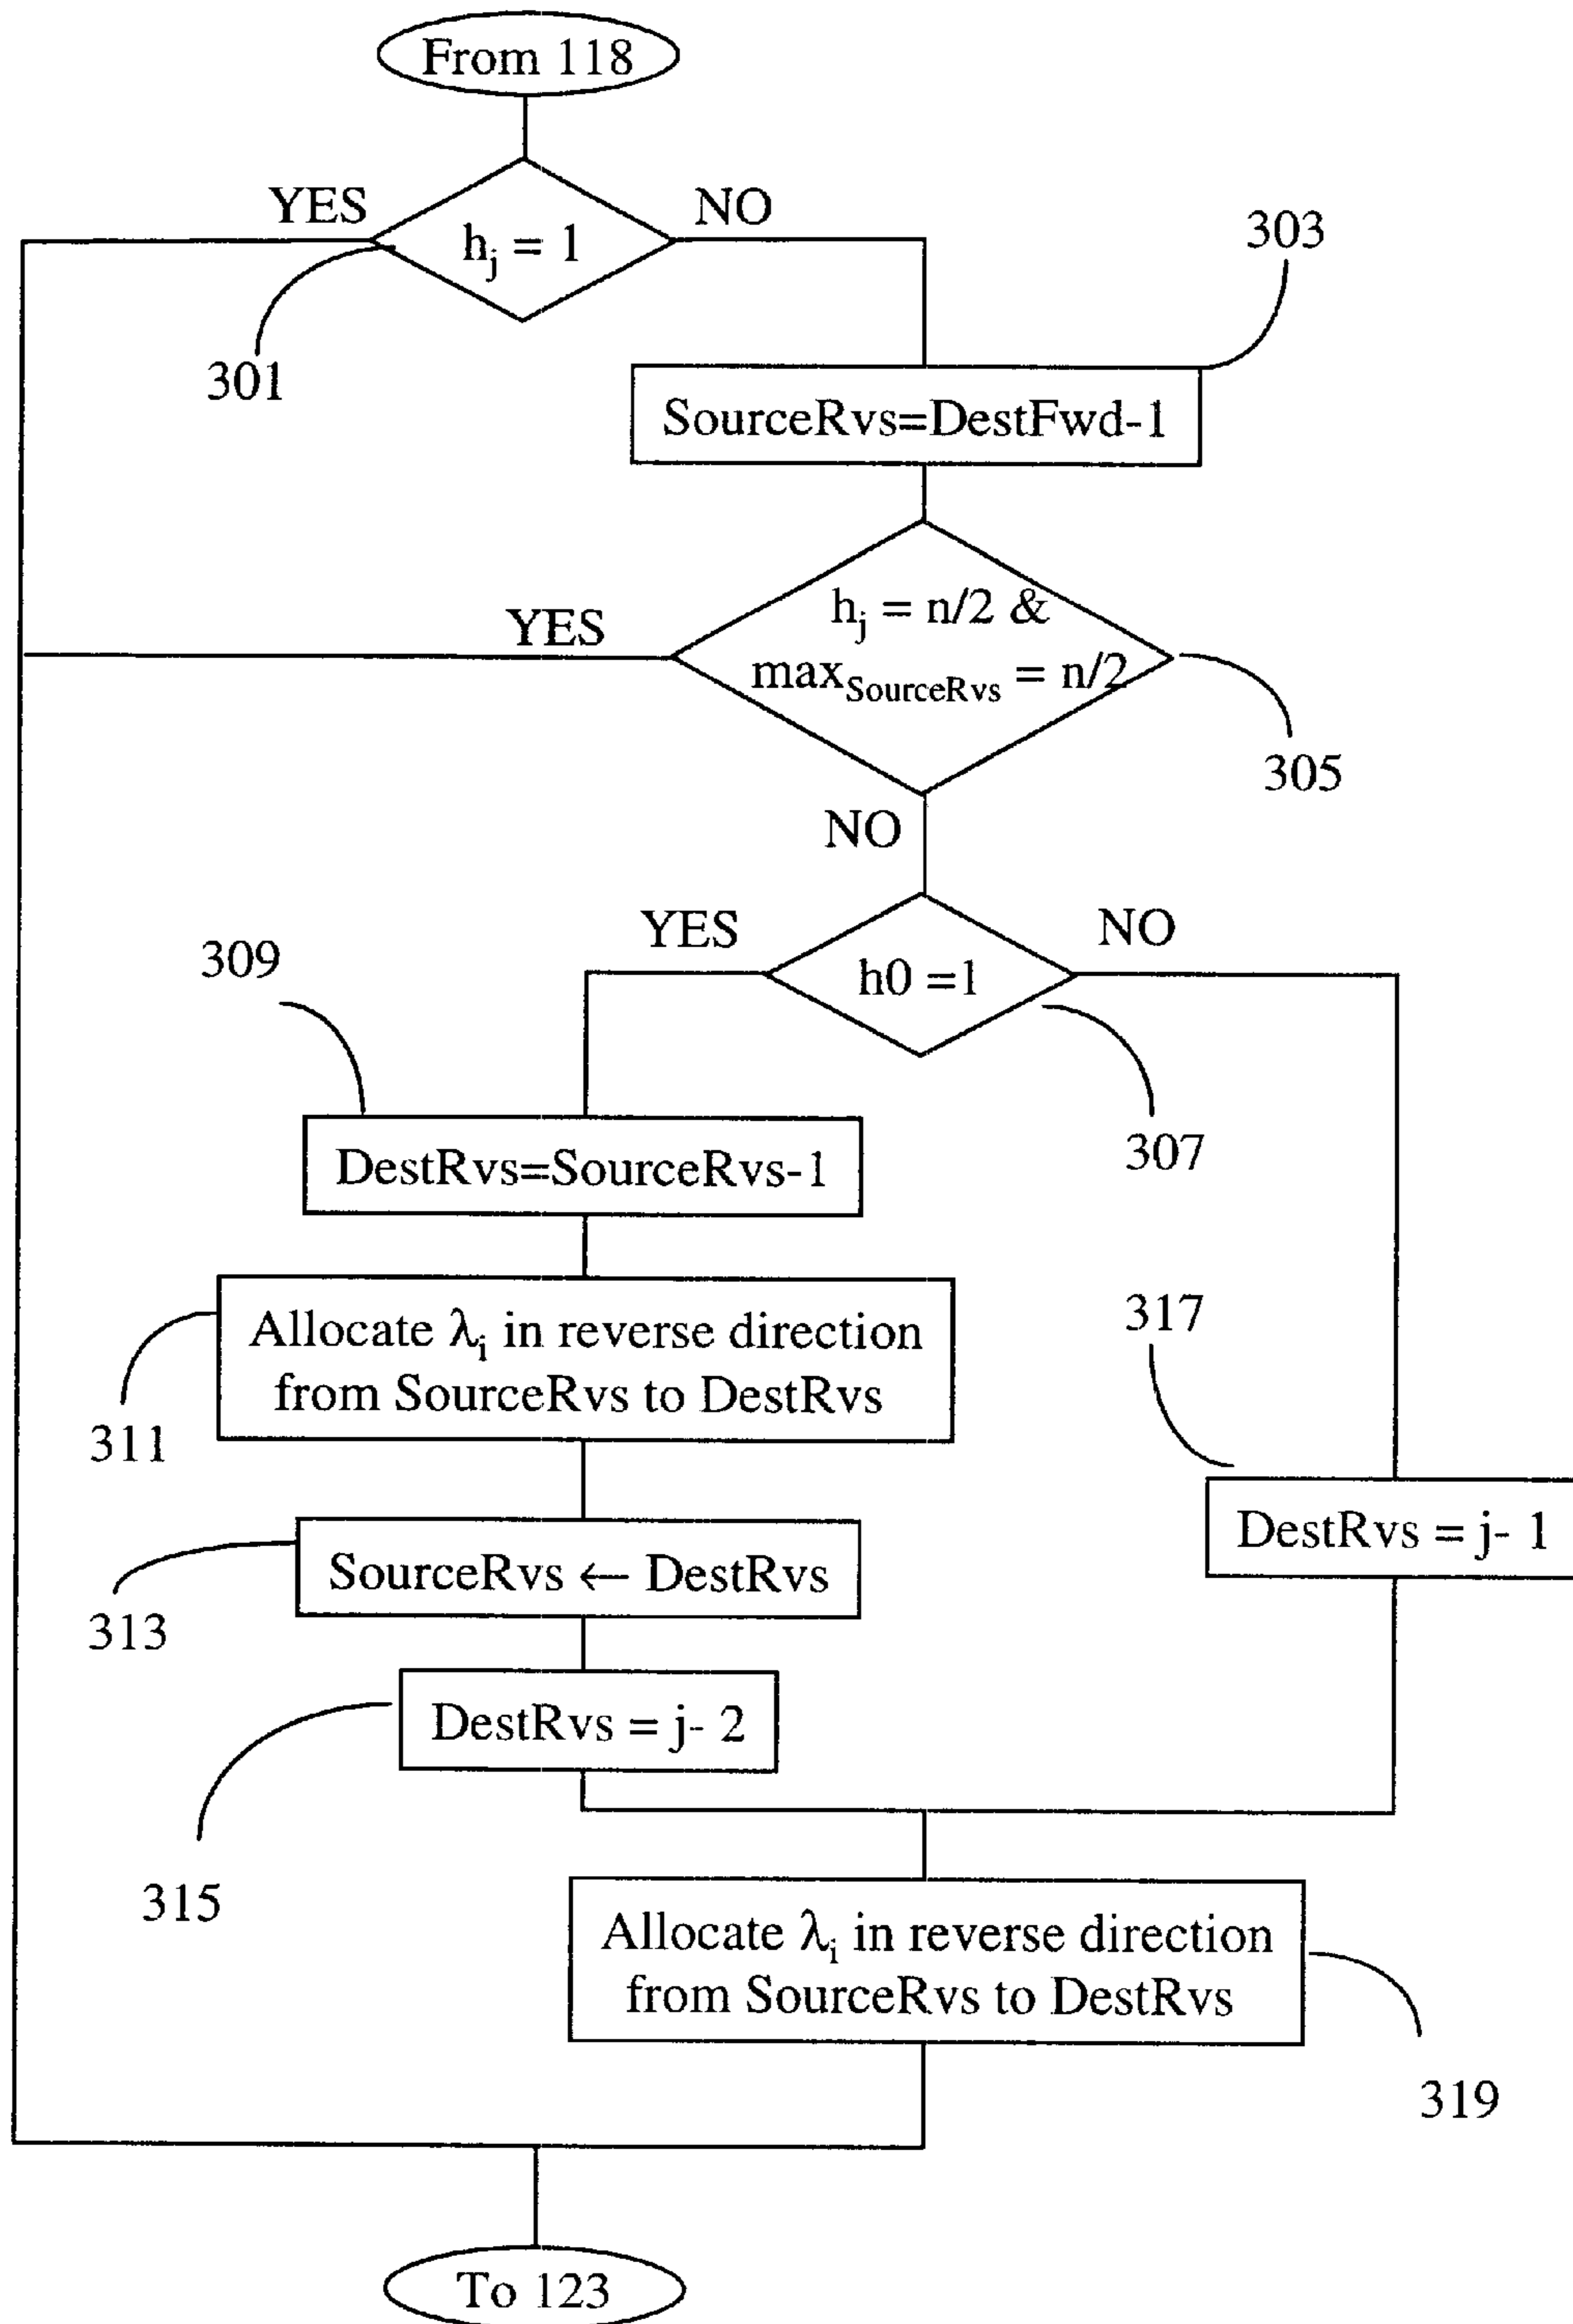 From 118
YES
NO
h_j = 1
301
303
SourceRvs=DestFwd-1
YES
h_j = n/2 &
max_SourceRvs = n/2
305
NO
YES
NO
h0 =1
309
307
DestRvs=SourceRvs-1
Allocate λ_i in reverse direction
from SourceRvs to DestRvs
311
317
SourceRvs ← DestRvs
DestRvs = j- 1
313
DestRvs = j- 2
315
Allocate λ_i in reverse direction
from SourceRvs to DestRvs
319
To 123